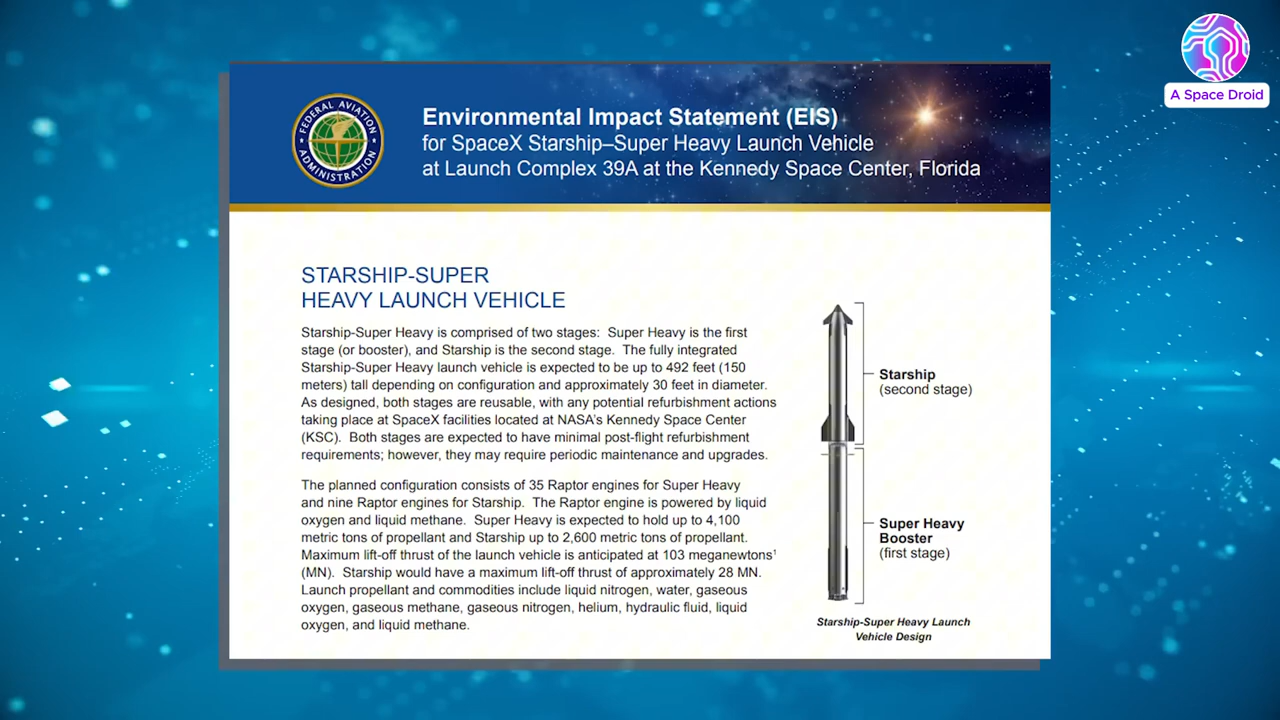 A Space Droid
FEDERAL AVIATION
ADMINISTRATION
Environmental Impact Statement (EIS)
for SpaceX Starship–Super Heavy Launch Vehicle
at Launch Complex 39A at the Kennedy Space Center, Florida
STARSHIP-SUPER
HEAVY LAUNCH VEHICLE
Starship-Super Heavy is comprised of two stages:  Super Heavy is the first
stage (or booster), and Starship is the second stage.  The fully integrated
Starship-Super Heavy launch vehicle is expected to be up to 492 feet (150
meters) tall depending on configuration and approximately 30 feet in diameter.
As designed, both stages are reusable, with any potential refurbishment actions
taking place at SpaceX facilities located at NASA's Kennedy Space Center
(KSC).  Both stages are expected to have minimal post-flight refurbishment
requirements; however, they may require periodic maintenance and upgrades.
The planned configuration consists of 35 Raptor engines for Super Heavy
and nine Raptor engines for Starship.  The Raptor engine is powered by liquid
oxygen and liquid methane.  Super Heavy is expected to hold up to 4,100
metric tons of propellant and Starship up to 2,600 metric tons of propellant.
Maximum lift-off thrust of the launch vehicle is anticipated at 103 meganewtons¹
(MN).  Starship would have a maximum lift-off thrust of approximately 28 MN.
Launch propellant and commodities include liquid nitrogen, water, gaseous
oxygen, gaseous methane, gaseous nitrogen, helium, hydraulic fluid, liquid
oxygen, and liquid methane.
Starship
(second stage)
Super Heavy
Booster
(first stage)
Starship-Super Heavy Launch
Vehicle Design